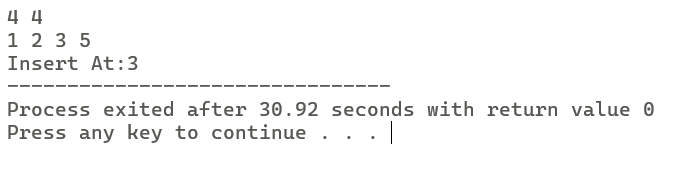 4 4
1 2 3 5
Insert At:3
--------------------------------
Process exited after 30.92 seconds with return value 0
Press any key to continue . . .